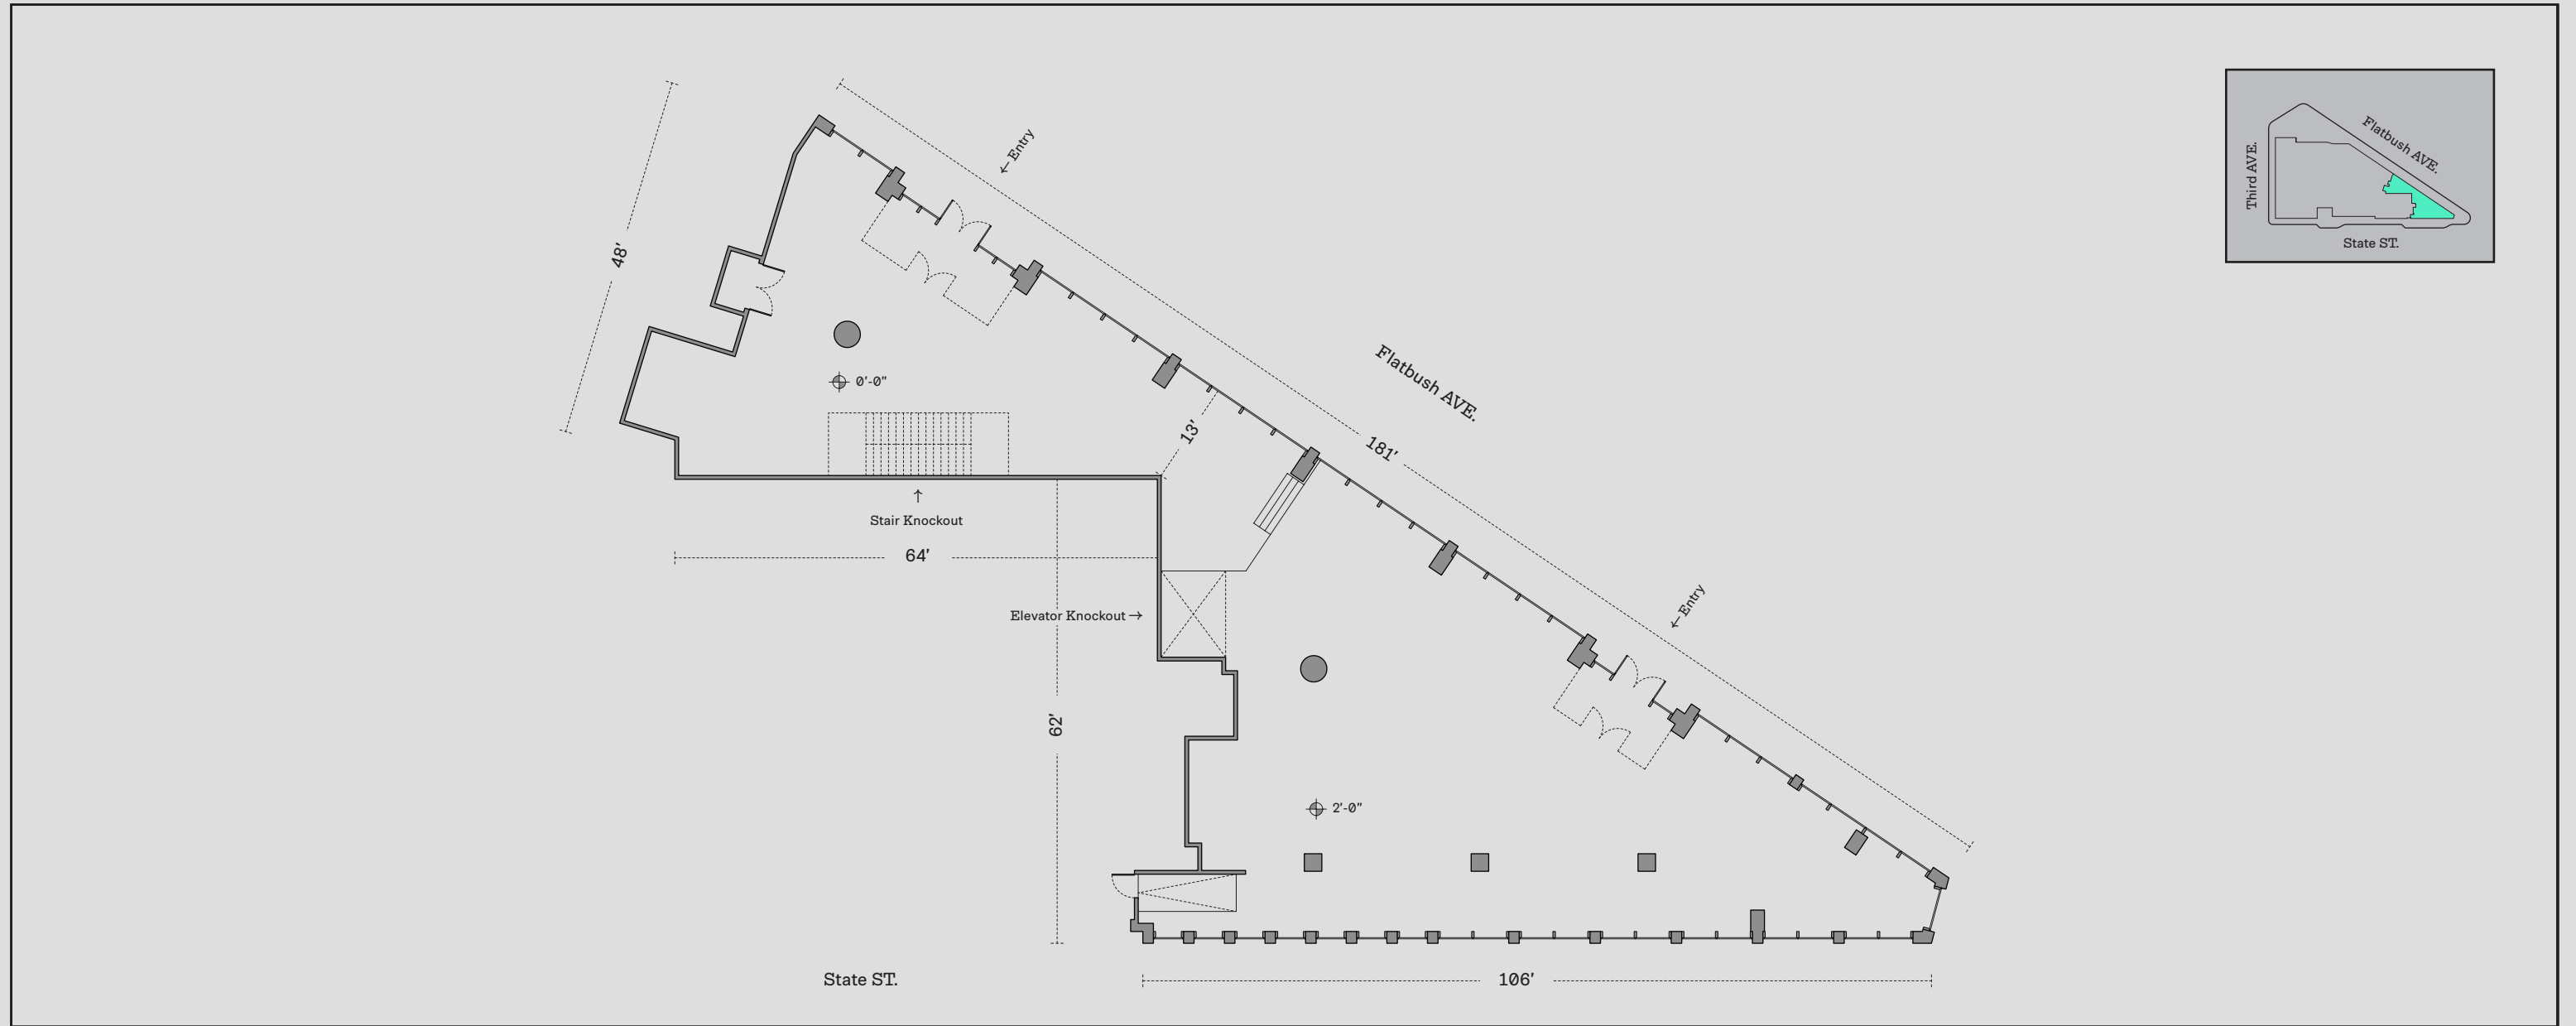 ← Entry
Flatbush AVE.
Third AVE.
State ST.
48'
0'-0"
Flatbush AVE.
13'
181'
↑
Stair Knockout
64'
← Entry
Elevator Knockout →
62'
2'-0"
State ST.
106'